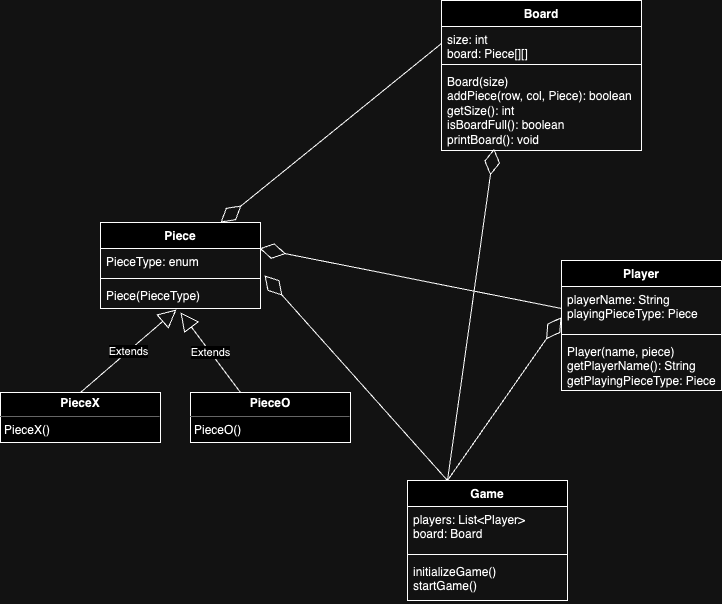 Board
size: int
board: Piece[][]
Board(size)
addPiece(row, col, Piece): boolean
getSize(): int
isBoardFull(): boolean
printBoard(): void
Piece
PieceType: enum
Piece(PieceType)
Player
playerName: String
playingPieceType: Piece
Player(name, piece)
getPlayerName(): String
getPlayingPieceType: Piece
Extends
Extends
PieceX
PieceX()
PieceO
PieceO()
Game
players: List<Player>
board: Board
initializeGame()
startGame()